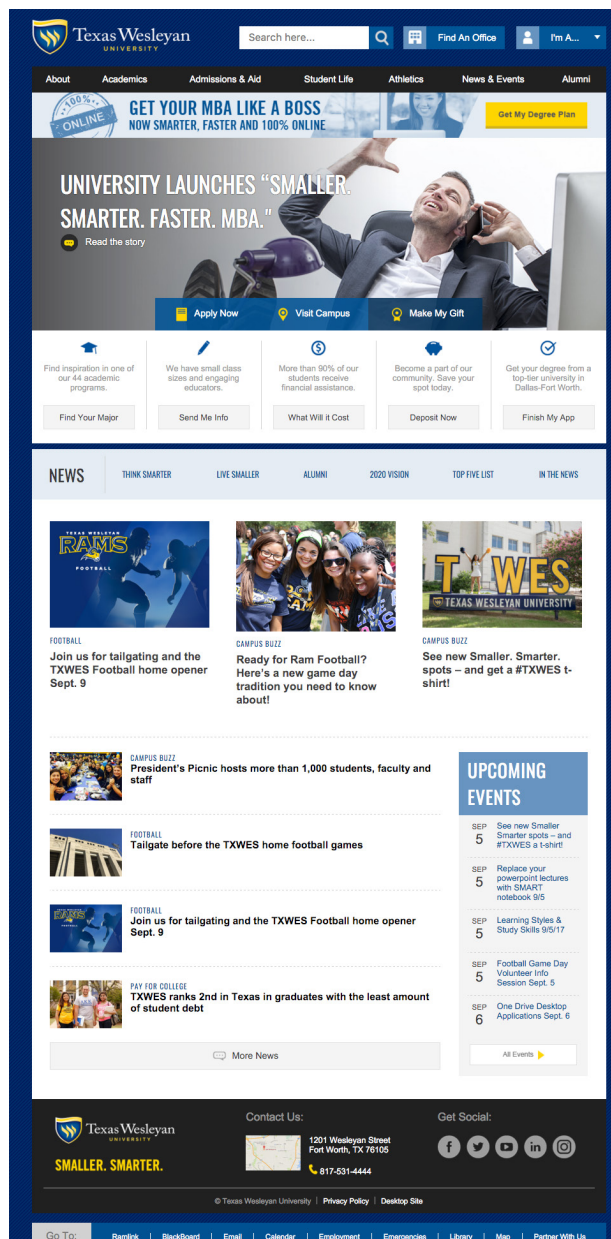 Texas Wesleyan
UNIVERSITY
Search here...
Find An Office
I'm A...
About Academics Admissions & Aid Student Life Athletics News & Events Alumni
100%
ONLINE
GET YOUR MBA LIKE A BOSS
NOW SMARTER, FASTER AND 100% ONLINE
Get My Degree Plan
UNIVERSITY LAUNCHES “SMALLER.
SMARTER. FASTER. MBA."
Read the story
Apply Now
Visit Campus
Make My Gift
Find inspiration in one of
our 44 academic
programs.
Find Your Major
We have small class
sizes and engaging
educators.
Send Me Info
More than 90% of our
students receive
financial assistance.
What Will it Cost
Become a part of our
community. Save your
spot today.
Deposit Now
Get your degree from a
top-tier university in
Dallas-Fort Worth.
Finish My App
NEWS
THINK SMARTER
LIVE SMALLER
ALUMNI
2020 VISION
TOP FIVE LIST
IN THE NEWS
TEXAS WESLEYAN
RAMS
FOOTBALL
FOOTBALL
Join us for tailgating and the
TXWES Football home opener
Sept. 9
CAMPUS BUZZ
Ready for Ram Football?
Here's a new game day
tradition you need to know
about!
T WES
TEXAS WESLEYAN UNIVERSITY
CAMPUS BUZZ
See new Smaller. Smarter.
spots – and get a #TXWES t-
shirt!
CAMPUS BUZZ
President's Picnic hosts more than 1,000 students, faculty and
staff
FOOTBALL
Tailgate before the TXWES home football games
RAMS
FOOTBALL
Join us for tailgating and the TXWES Football home opener
Sept. 9
PAY FOR COLLEGE
TXWES ranks 2nd in Texas in graduates with the least amount
of student debt
More News
UPCOMING
EVENTS
SEP
5
See new Smaller
Smarter spots – and
#TXWES a t-shirt!
SEP
5
Replace your
powerpoint lectures
with SMART
notebook 9/5
SEP
5
Learning Styles &
Study Skills 9/5/17
SEP
5
Football Game Day
Volunteer Info
Session Sept. 5
SEP
6
One Drive Desktop
Applications Sept. 6
All Events
Texas Wesleyan
UNIVERSITY
SMALLER. SMARTER.
Contact Us:
1201 Wesleyan Street
Fort Worth, TX 76105
817-531-4444
Get Social:
© Texas Wesleyan University | Privacy Policy | Desktop Site
Go To:
Ramlink | BlackBoard | Email | Calendar | Employment | Emergencies | Library | Map | Partner With Us